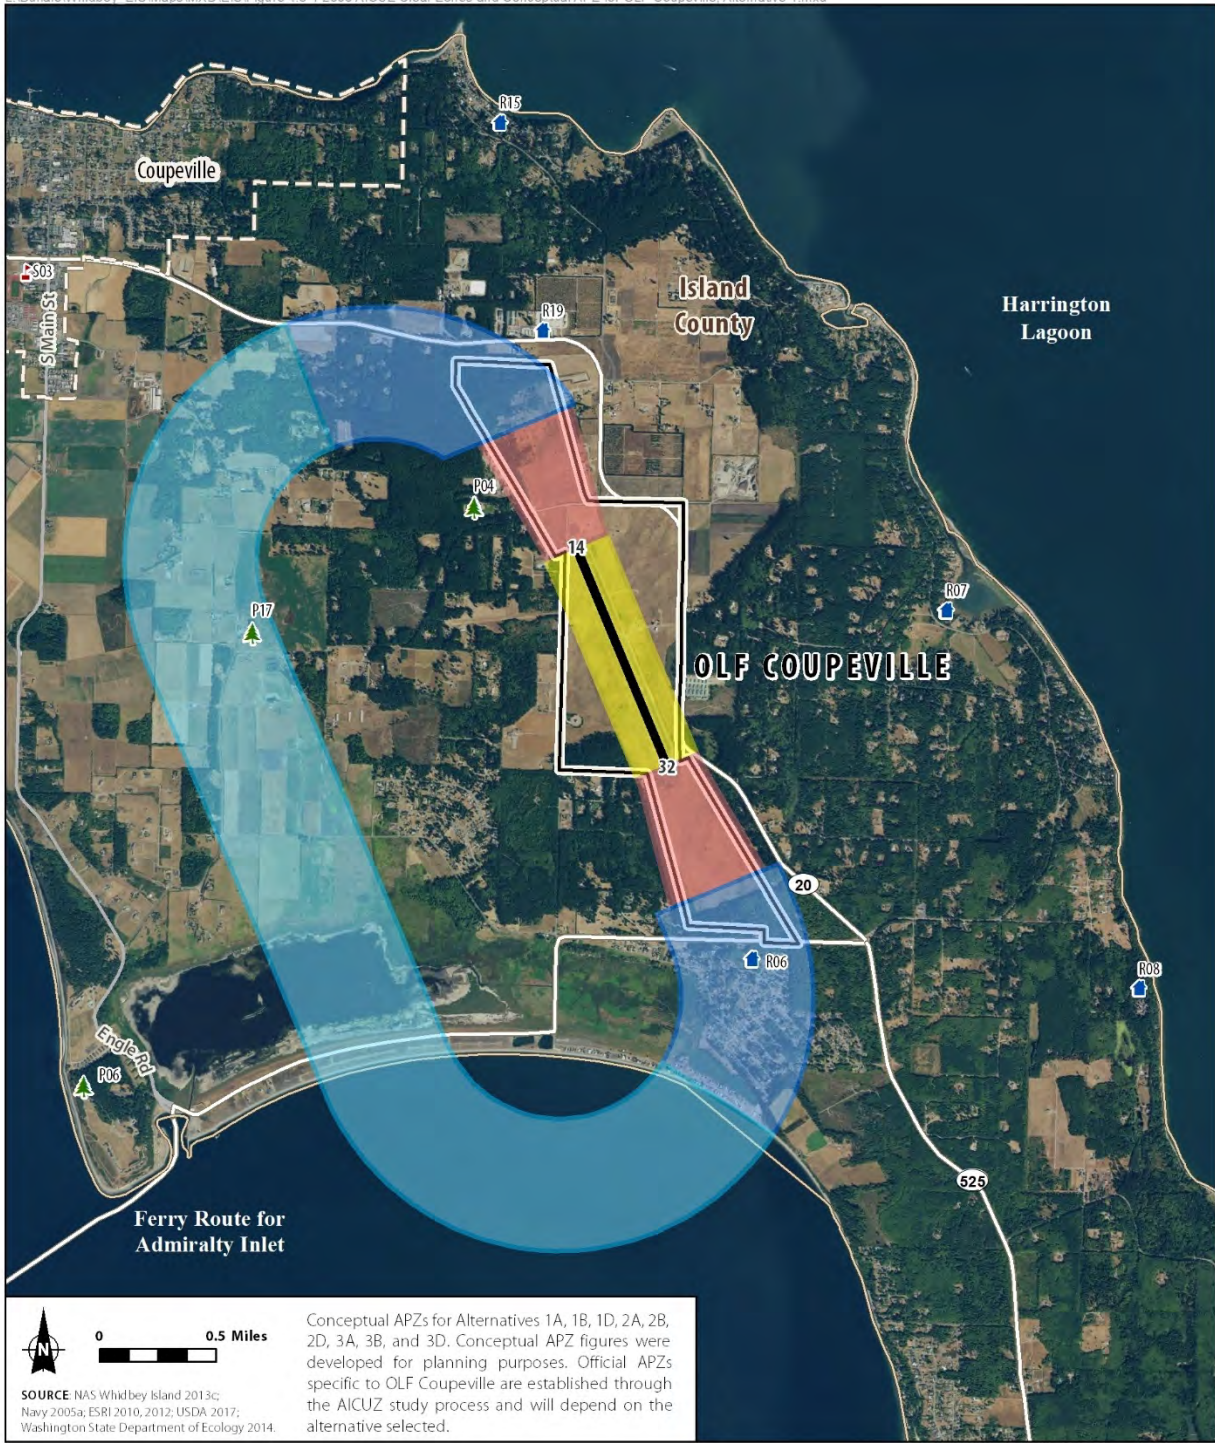 R15
Coupeville
S03
S Main St
R19
Island
County
Harrington
Lagoon
P04
14
R07
P17
OLF COUPEVILLE
32
20
R06
R08
Engle Rd
P06
525
Ferry Route for
Admiralty Inlet
N
0 0.5 Miles
SOURCE: NAS Whidbey Island 2013c;
Navy 2005a; ESRI 2010, 2012; USDA 2017;
Washington State Department of Ecology 2014.
Conceptual APZs for Alternatives 1A, 1B, 1D, 2A, 2B,
2D, 3A, 3B, and 3D. Conceptual APZ figures were
developed for planning purposes. Official APZs
specific to OLF Coupeville are established through
the AICUZ study process and will depend on the
alternative selected.